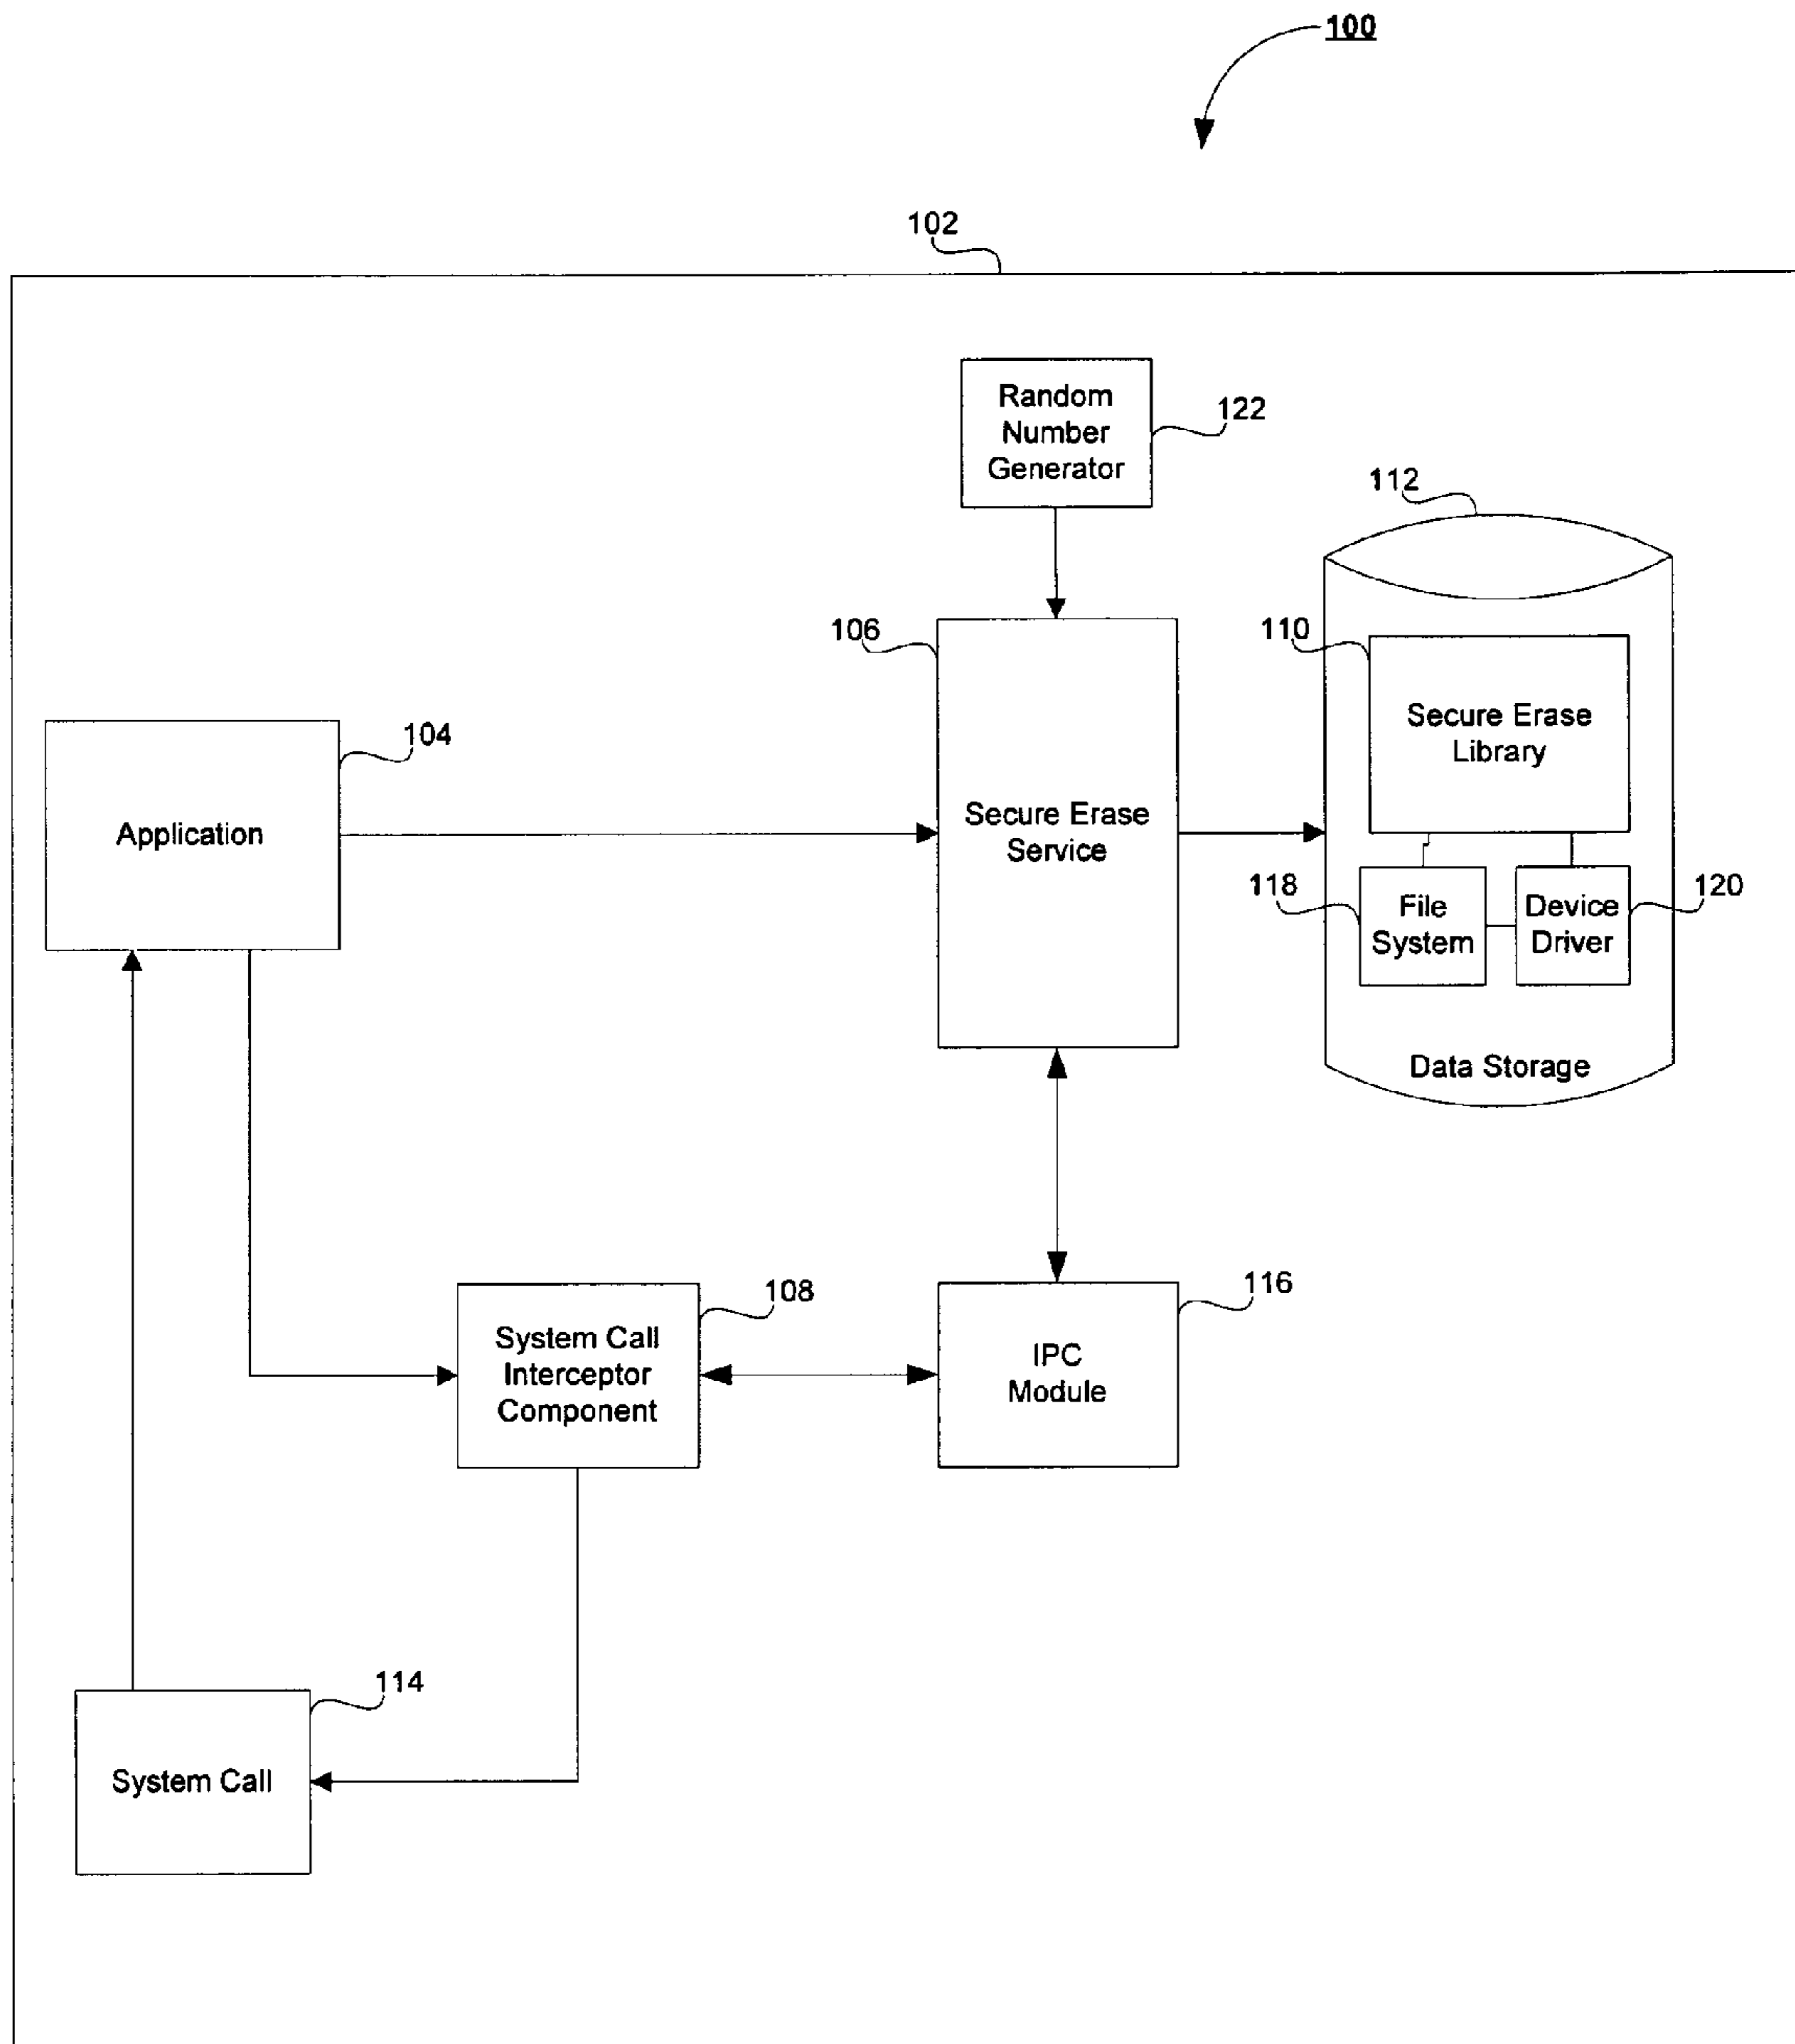 100
102
Random
Number
Generator
122
112
106
110
Secure Erase
Library
104
Application
Secure Erase
Service
118
File
System
Device
Driver
120
Data Storage
108
System Call
Interceptor
Component
116
IPC
Module
114
System Call